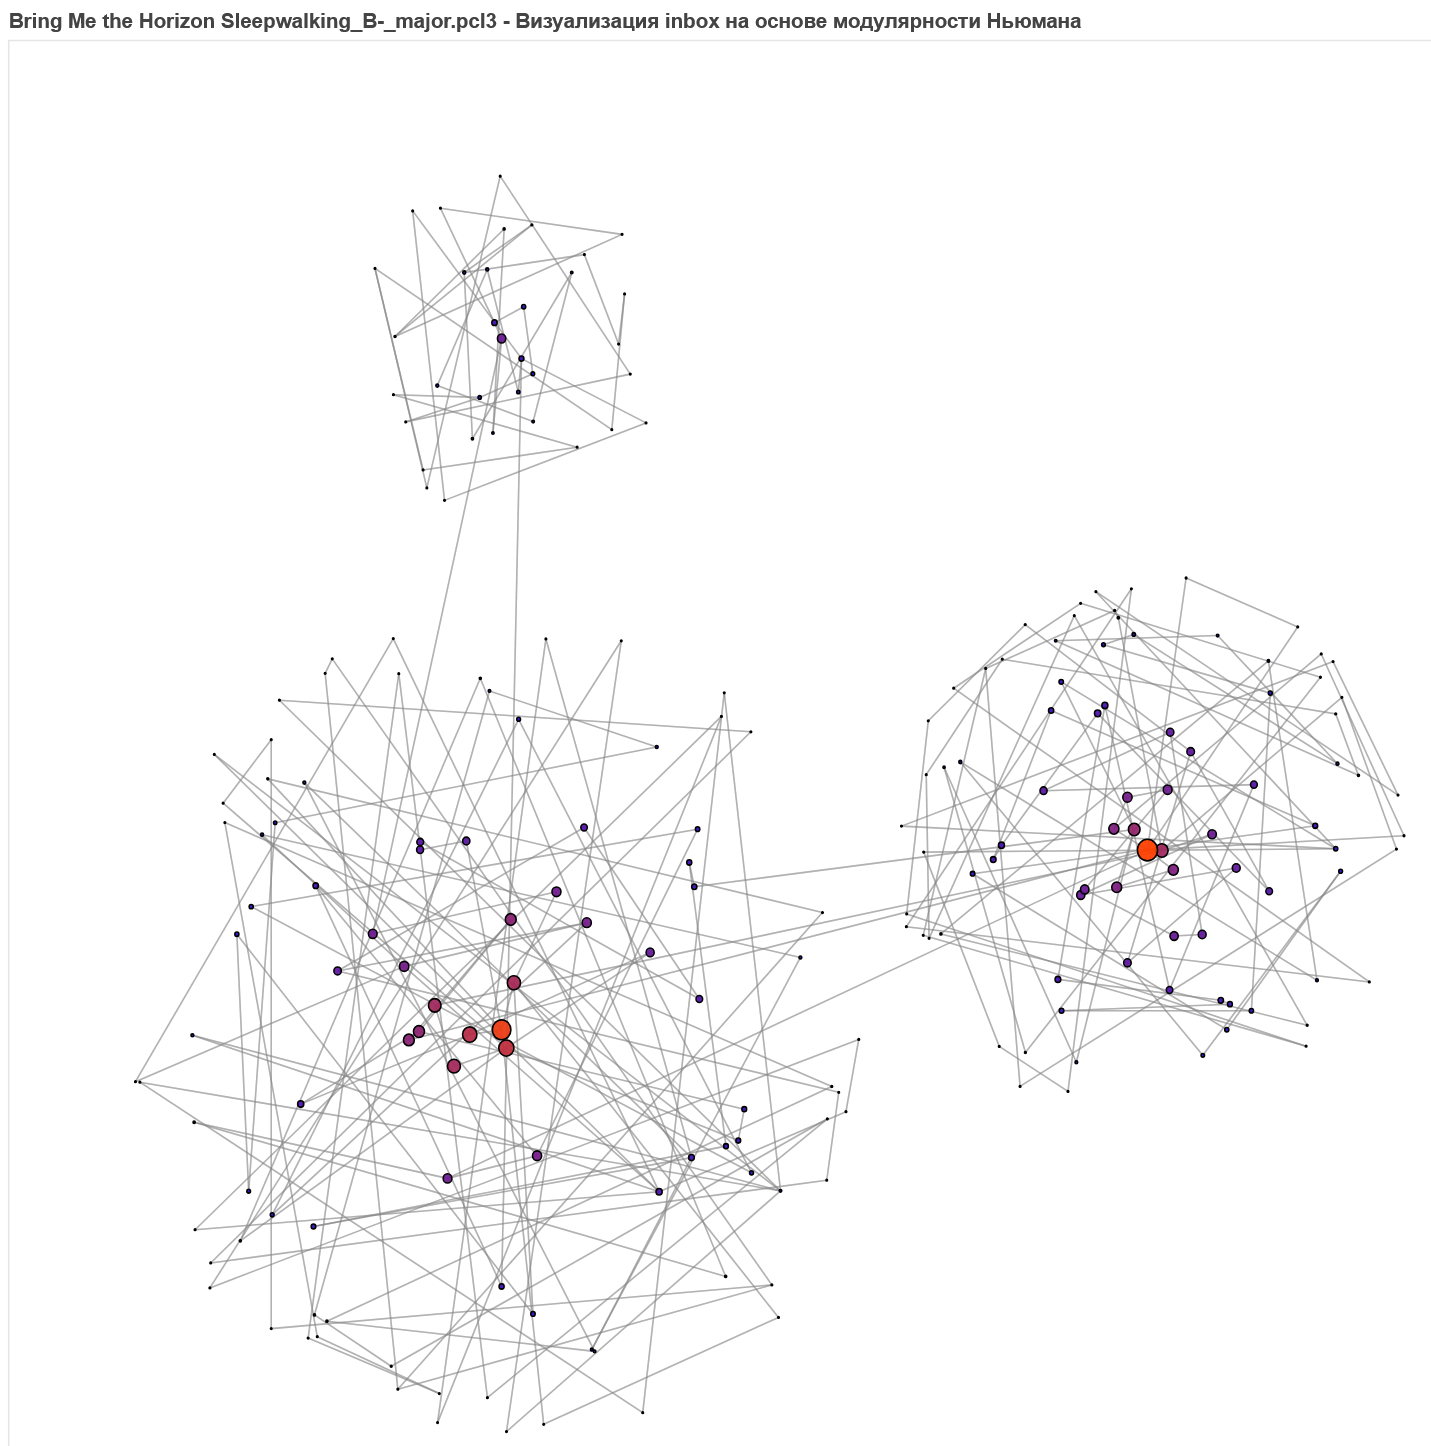 Bring Me the Horizon Sleepwalking_B-_major.pcl3 - Визуализация inbox на основе модулярности Ньюмана